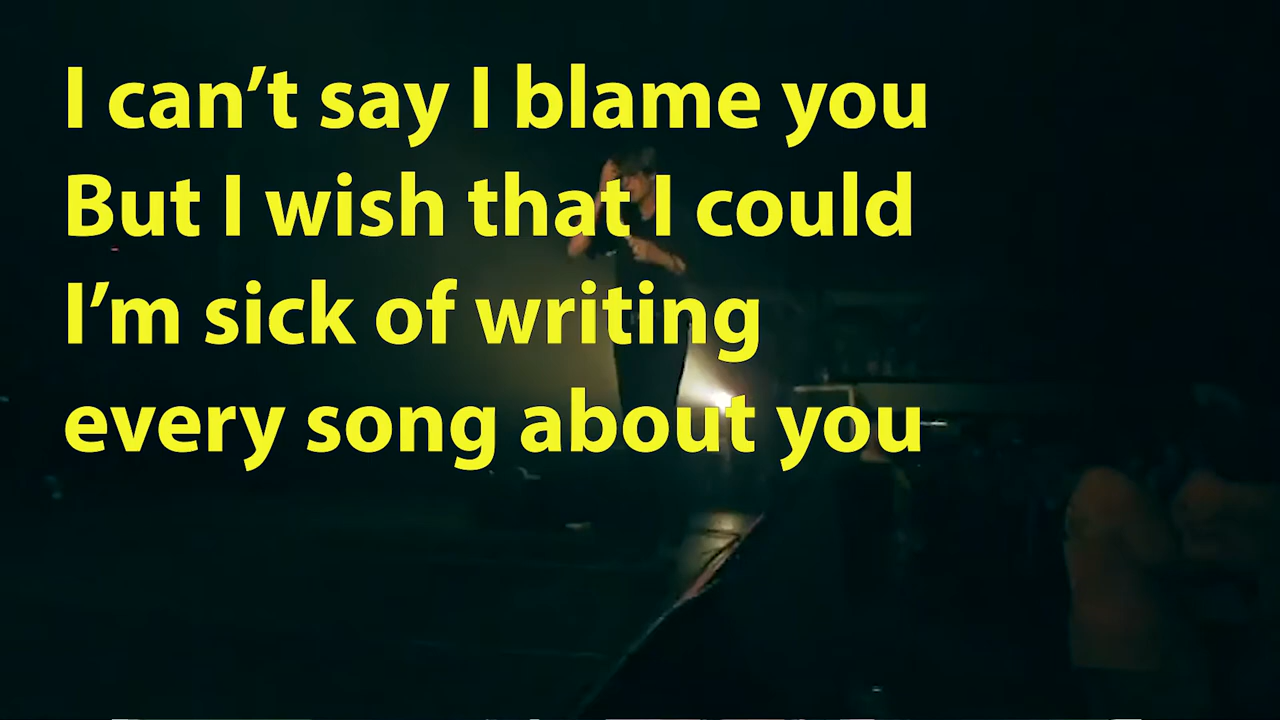 I can’t say I blame you
But I wish that I could
I’m sick of writing
every song about you